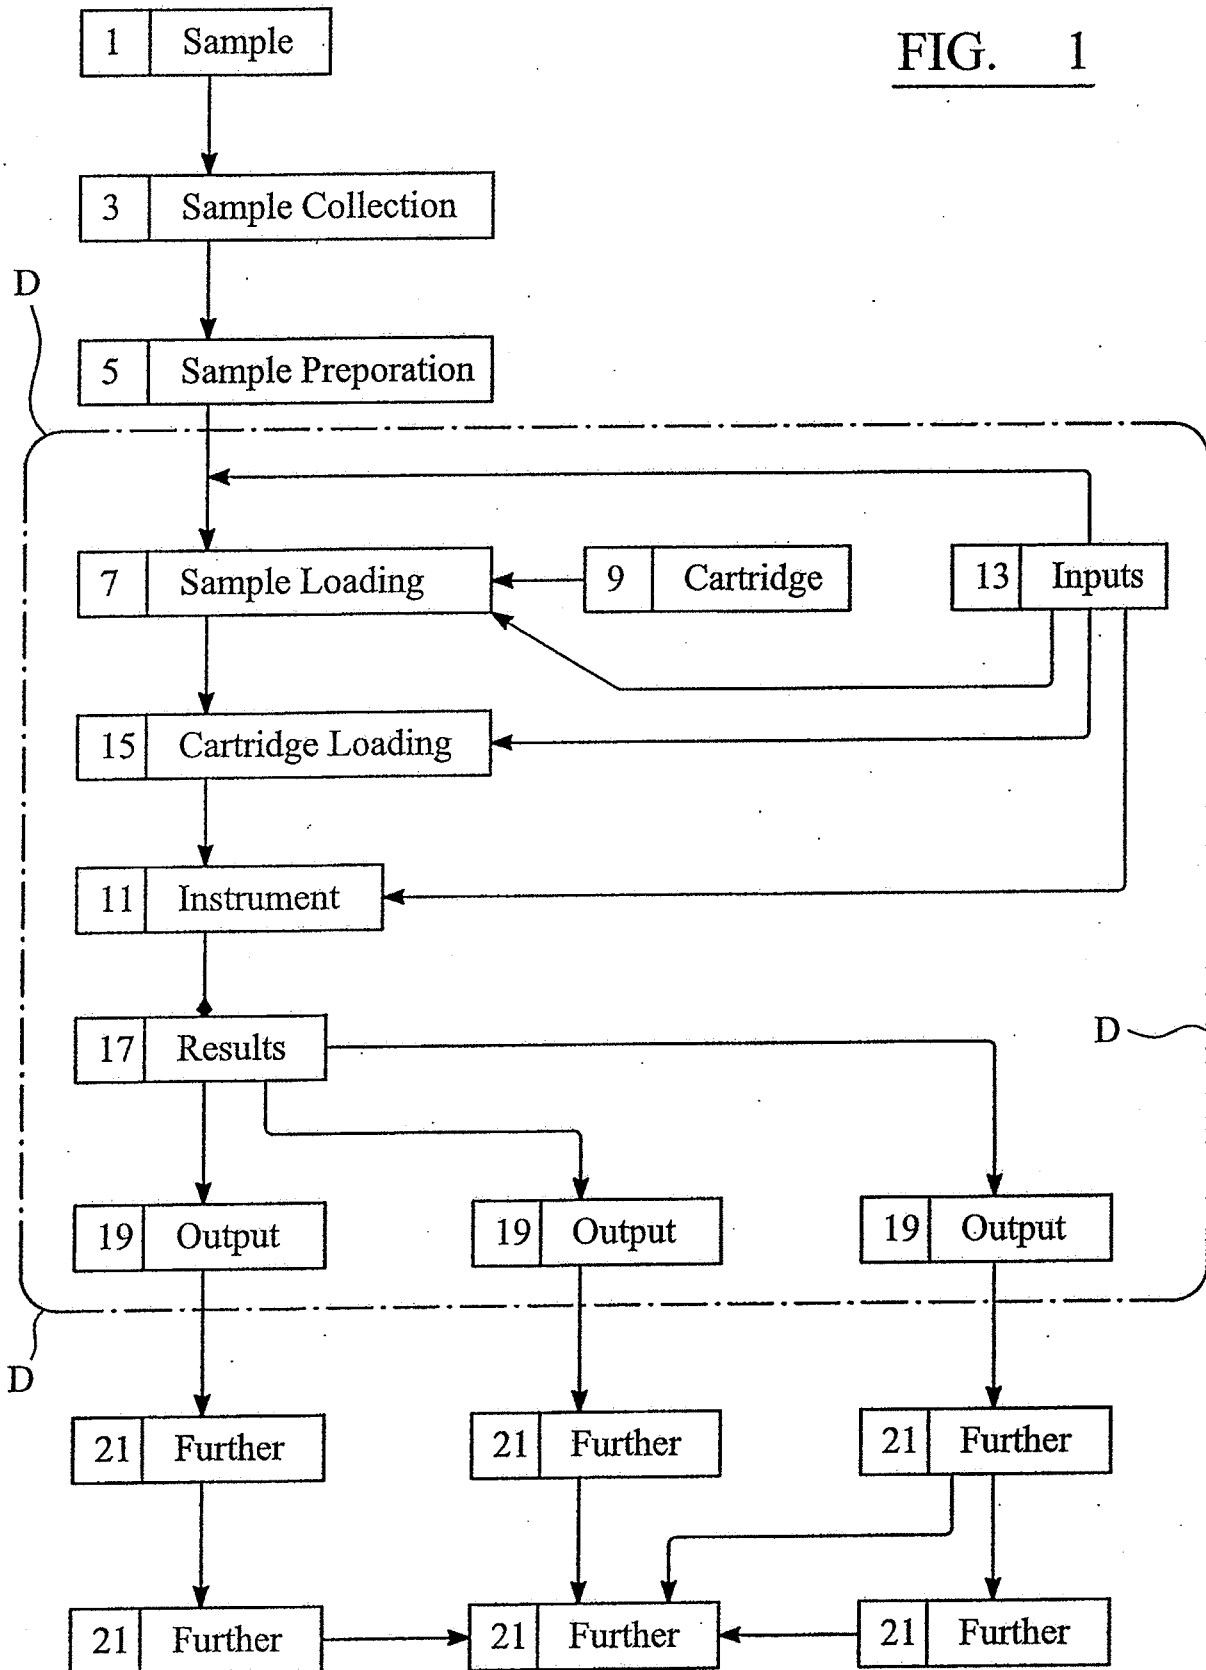 FIG. 1
1 Sample
3 Sample Collection
D
5 Sample Preporation
7 Sample Loading
9 Cartridge
13 Inputs
15 Cartridge Loading
11 Instrument
17 Results
D
19 Output
19 Output
19 Output
D
21 Further
21 Further
21 Further
21 Further
21 Further
21 Further